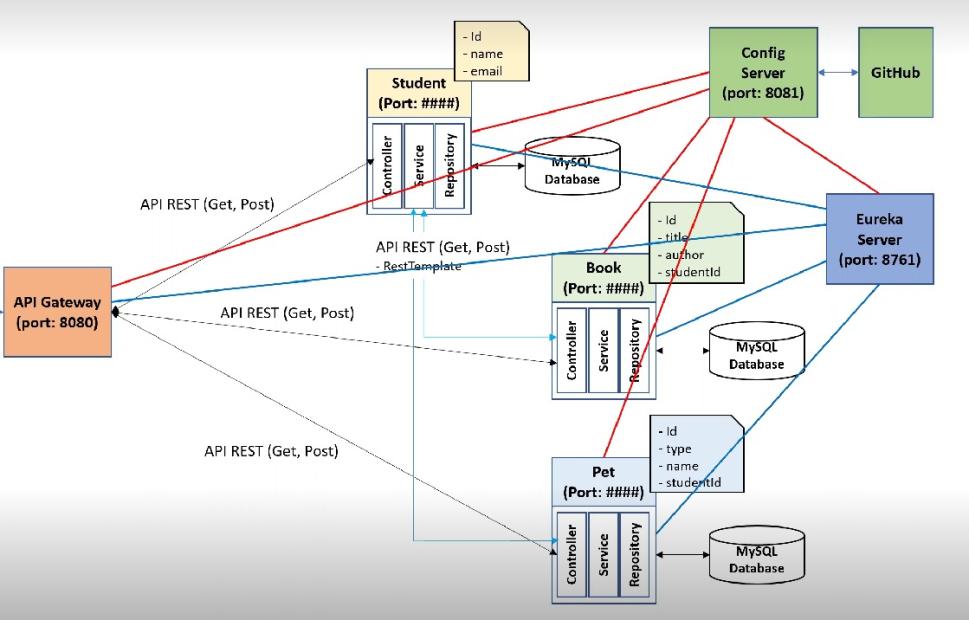 - Id
- name
- email
Student
(Port: ####)
Controller
Service
Repository
MySQL
Database
Config
Server
(port: 8081)
GitHub
API REST (Get, Post)
API REST (Get, Post)
- RestTemplate
- Id
- title
- author
- studentId
Eureka
Server
(port: 8761)
API Gateway
(port: 8080)
API REST (Get, Post)
Book
(Port: ####)
Controller
Service
Repository
MySQL
Database
API REST (Get, Post)
- Id
- type
- name
- studentId
Pet
(Port: ####)
Controller
Service
Repository
MySQL
Database